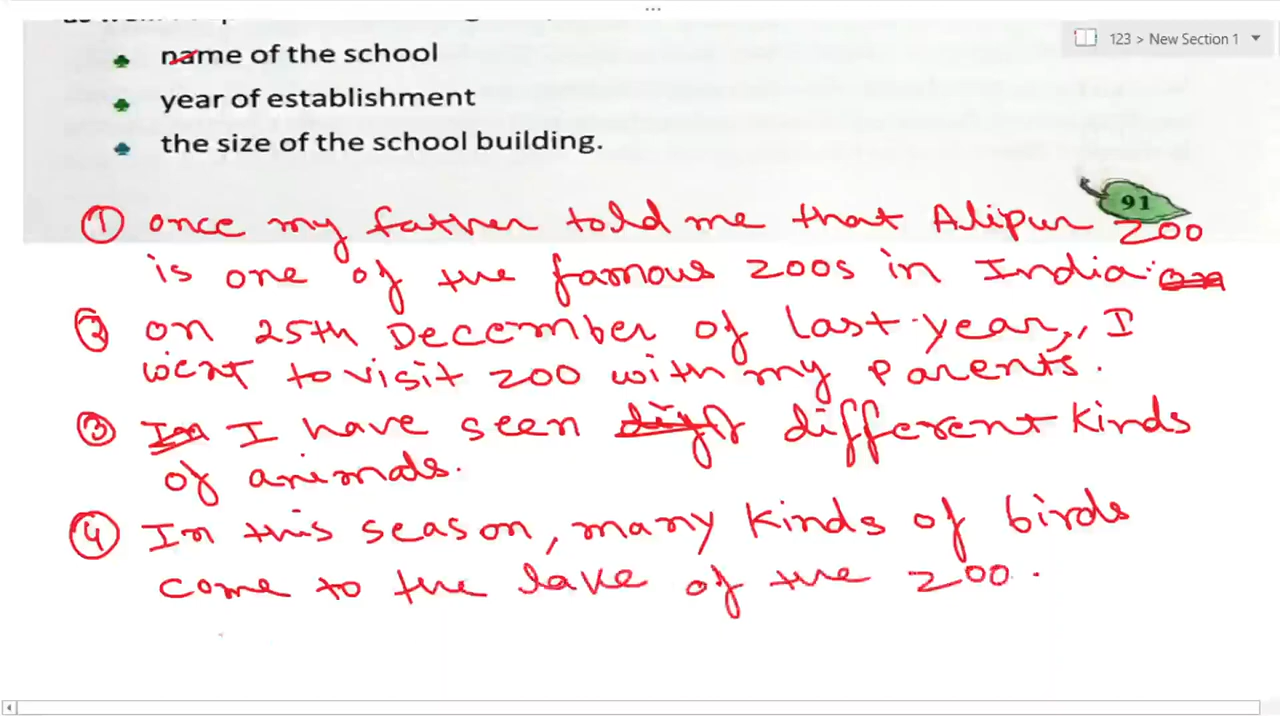 ...
123 > New Section 1
name of the school
year of establishment
the size of the school building.
91
① once my father told me that Alipur zoo
is one of the famous zoos in India.
② on 25th December of last year, I
went to visit zoo with my parents.
③ I have seen different kinds
of animals.
④ In this season, many kinds of birds
come to the lake of the zoo.